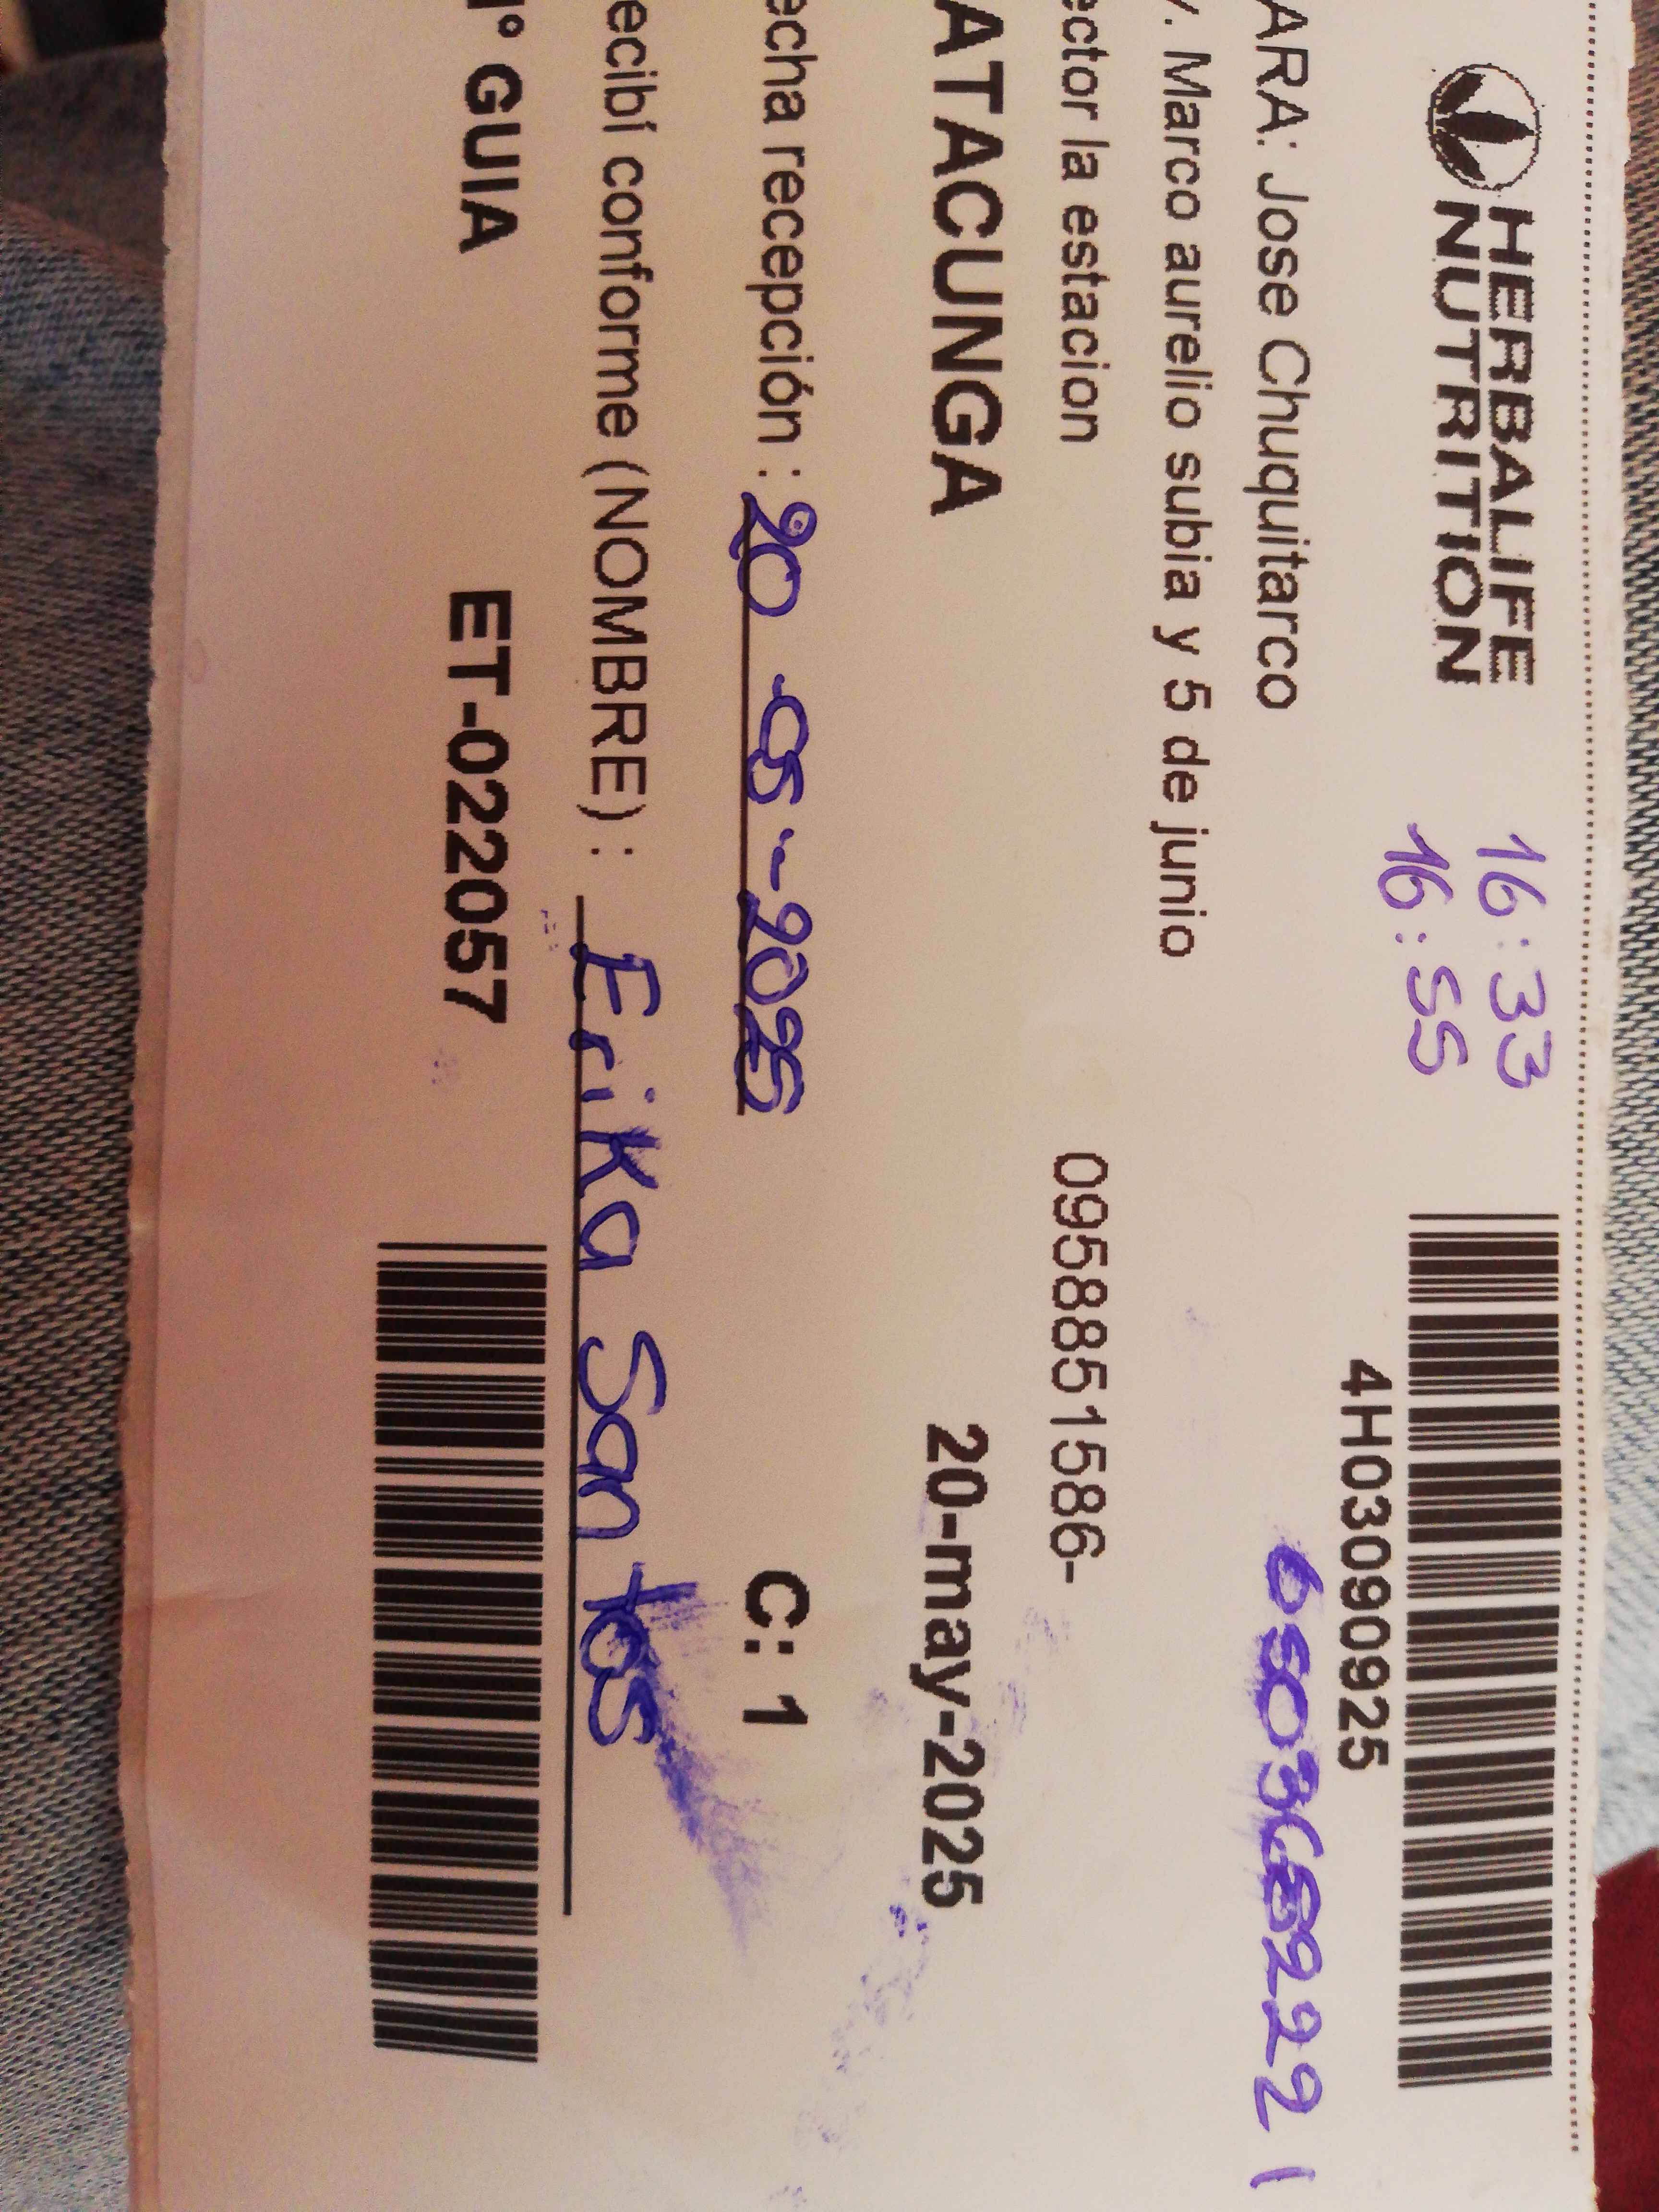 HERBALIFE
NUTRITION
16:33
16:55
4H03090925
ARA: Jose Chuquitarco
v. Marco aurelio subia y 5 de junio
ector la estacion
0958851586-
ATACUNGA
20-may-2025
echa recepción : 20-05-2025
C: 1
ecibí conforme (NOMBRE) : Erika Santos
N° GUIA
ET-022057